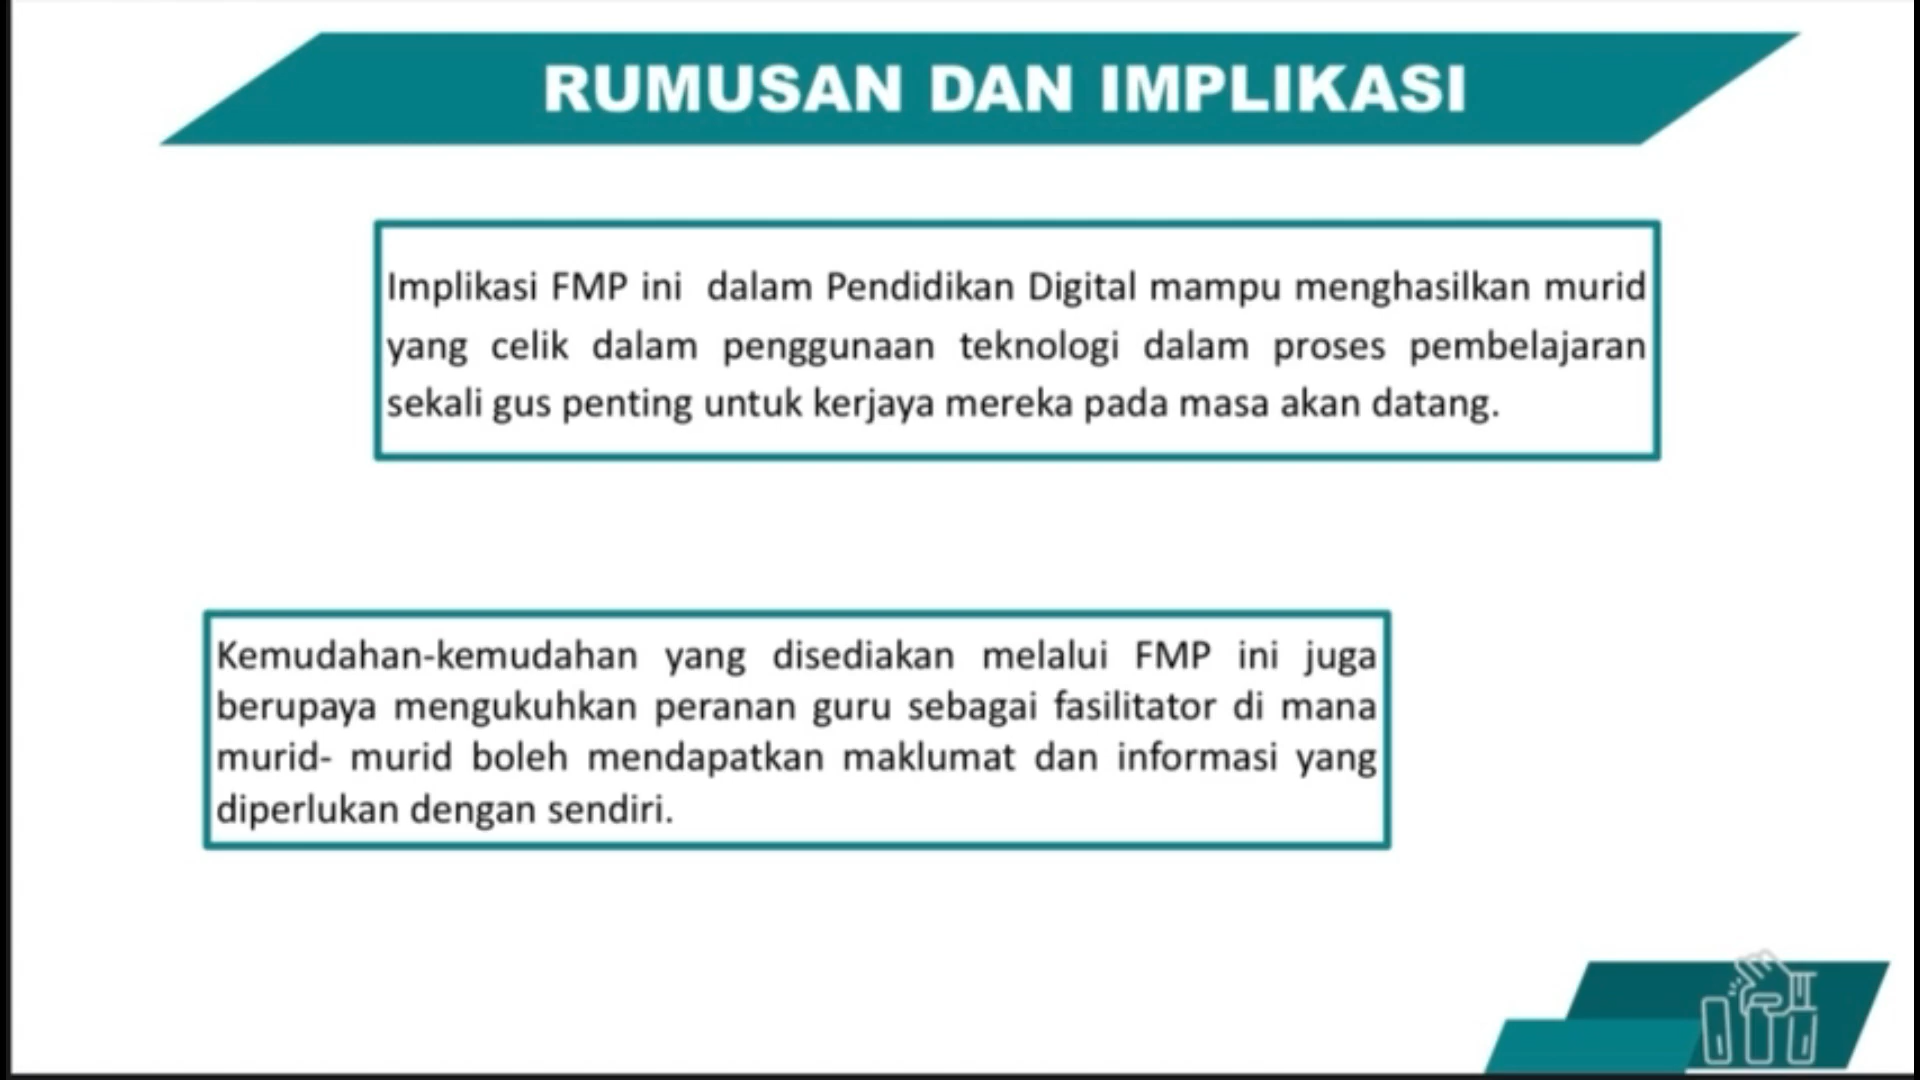 RUMUSAN DAN IMPLIKASI
Implikasi FMP ini dalam Pendidikan Digital mampu menghasilkan murid
yang celik dalam penggunaan teknologi dalam proses pembelajaran
sekali gus penting untuk kerjaya mereka pada masa akan datang.
Kemudahan-kemudahan yang disediakan melalui FMP ini juga
berupaya mengukuhkan peranan guru sebagai fasilitator di mana
murid- murid boleh mendapatkan maklumat dan informasi yang
diperlukan dengan sendiri.